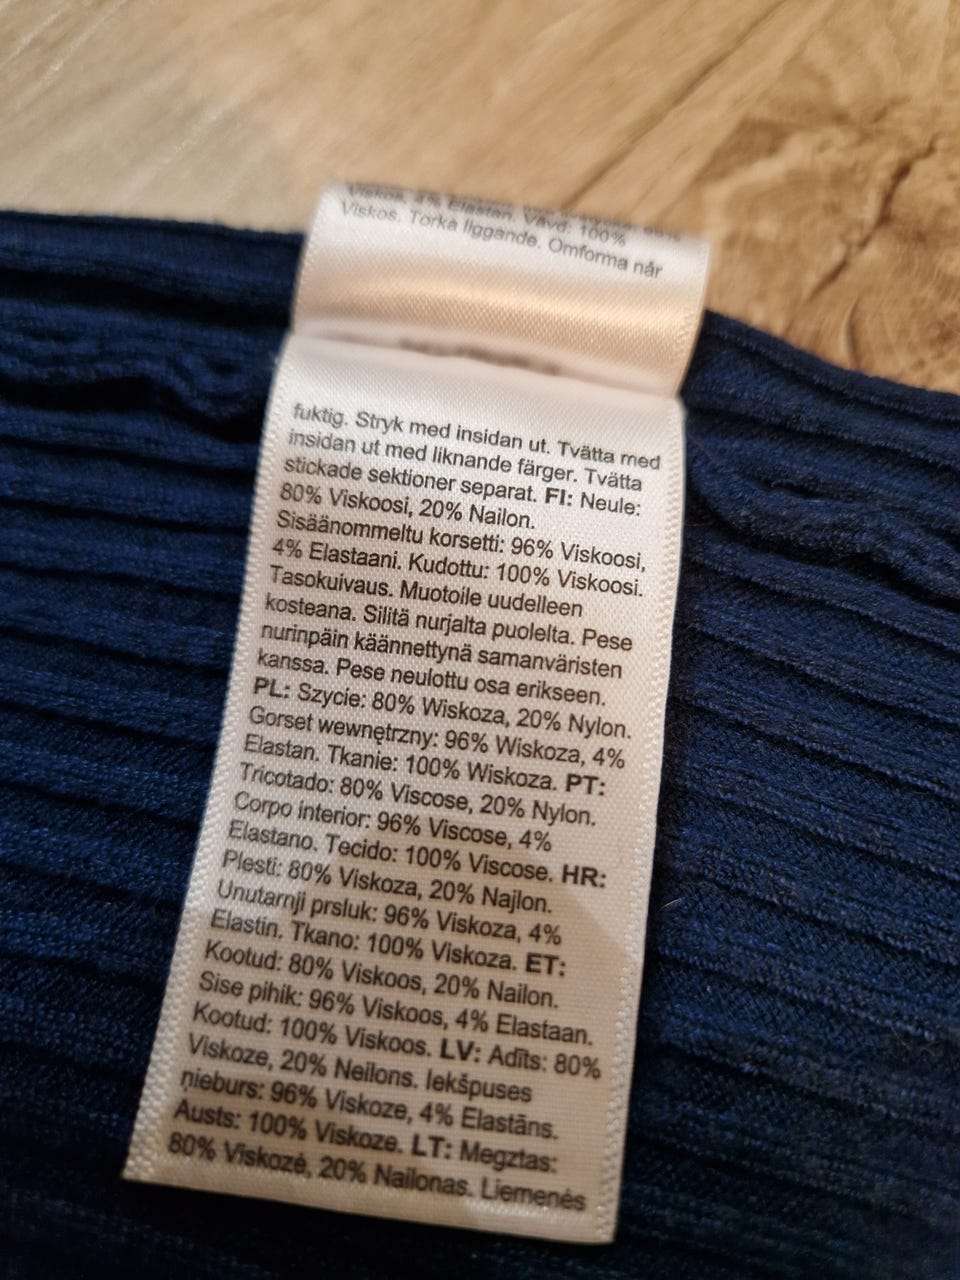 Viskos, 4% Elastan. Vävd: 100%
Viskos. Torka liggande. Omforma når
fuktig. Stryk med insidan ut. Tvätta med
insidan ut med liknande färger. Tvätta
stickade sektioner separat. FI: Neule:
80% Viskoosi, 20% Nailon.
Sisäänommeltu korsetti: 96% Viskoosi,
4% Elastaani. Kudottu: 100% Viskoosi.
Tasokuivaus. Muotoile uudelleen
kosteana. Silitä nurjalta puolelta. Pese
nurinpäin käännettynä samanväristen
kanssa. Pese neulottu osa erikseen.
PL: Szycie: 80% Wiskoza, 20% Nylon.
Gorset wewnętrzny: 96% Wiskoza, 4%
Elastan. Tkanie: 100% Wiskoza. PT:
Tricotado: 80% Viscose, 20% Nylon.
Corpo interior: 96% Viscose, 4%
Elastano. Tecido: 100% Viscose. HR:
Plesti: 80% Viskoza, 20% Najlon.
Unutarnji prsluk: 96% Viskoza, 4%
Elastin. Tkano: 100% Viskoza. ET:
Kootud: 80% Viskoos, 20% Nailon.
Sise pihik: 96% Viskoos, 4% Elastaan.
Kootud: 100% Viskoos. LV: Adīts: 80%
Viskoze, 20% Neilons. Iekšpuses
ņieburs: 96% Viskoze, 4% Elastāns.
Austs: 100% Viskoze. LT: Megztas:
80% Viskozė, 20% Nailonas. Liemenės